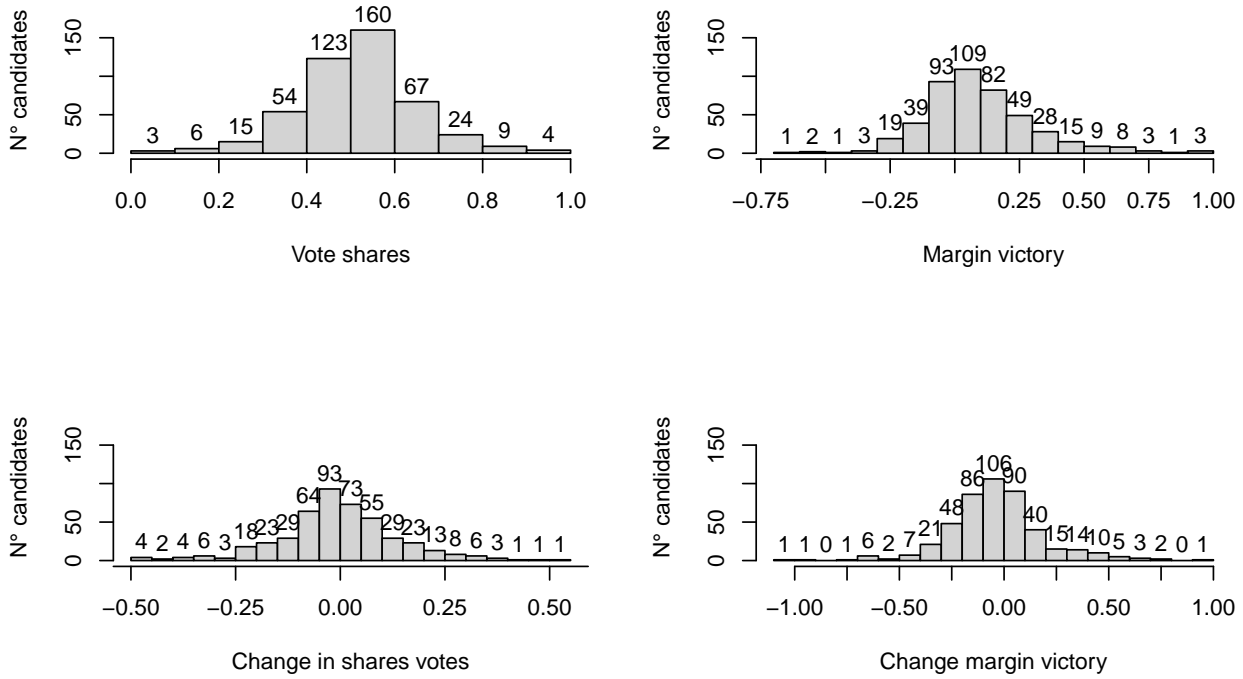 N° candidates
0 50 150
3 6 15 54 123 160 67 24 9 4
0.0 0.2 0.4 0.6 0.8 1.0
Vote shares
N° candidates
0 50 150
1 2 1 3 19 39 93 109 82 49 28 15 9 8 3 1 3
−0.75 −0.25 0.25 0.50 0.75 1.00
Margin victory
N° candidates
0 50 150
4 2 4 6 3 18 23 29 64 93 73 55 29 23 13 8 6 3 1 1 1
−0.50 −0.25 0.00 0.25 0.50
Change in shares votes
N° candidates
0 50 150
1 1 0 1 6 2 7 21 48 86 106 90 40 15 14 10 5 3 2 0 1
−1.00 −0.50 0.00 0.50 1.00
Change margin victory